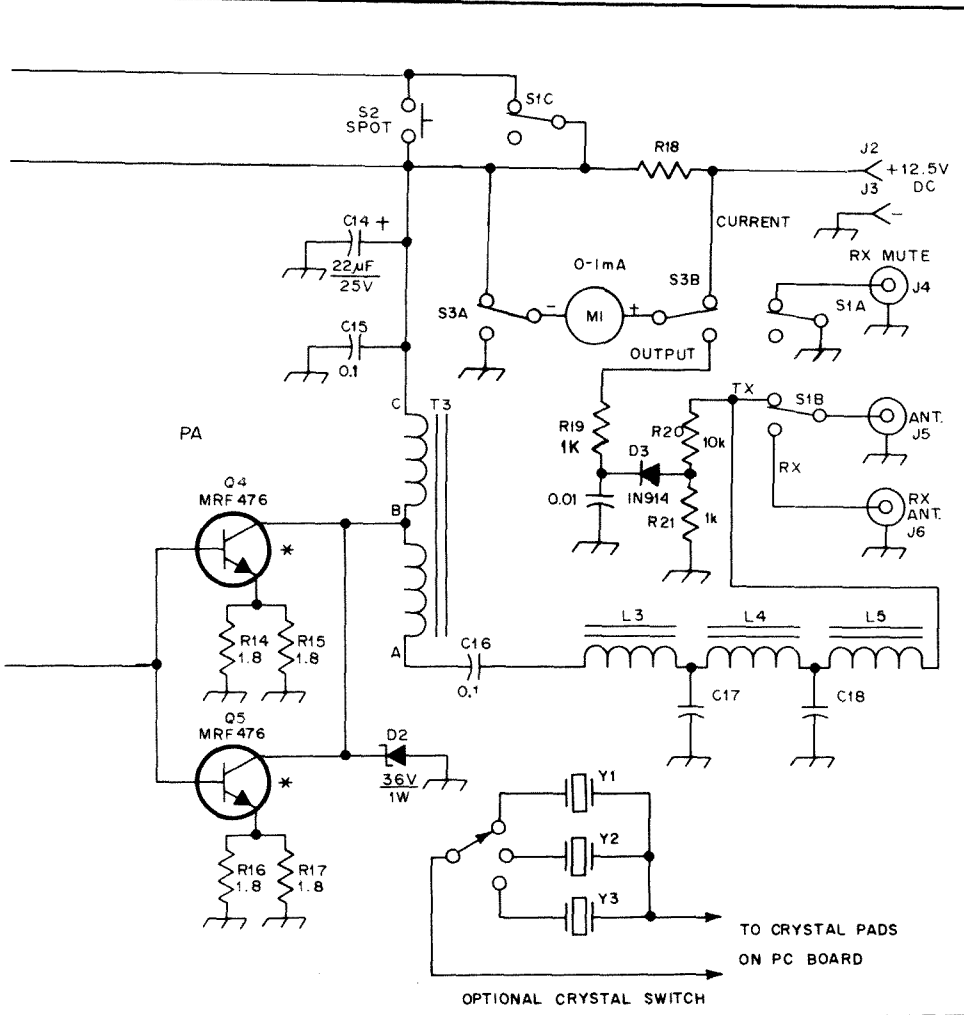 S2
SPOT
S1C
R18
J2
+12.5V
J3
DC
CURRENT
-
C14
+
22µF
25V
0-1mA
RX MUTE
J4
S3B
S3A
-
M1
+
S1A
C15
0.1
OUTPUT
C
T3
TX
S1B
ANT.
J5
PA
R19
1K
R20
10k
D3
1N914
0.01
R21
1k
RX
RX
ANT.
J6
Q4
MRF476
*
B
R14
1.8
R15
1.8
A
C16
0.1
L3
L4
L5
C17
C18
Q5
MRF476
*
D2
36V
1W
R16
1.8
R17
1.8
Y1
Y2
Y3
TO CRYSTAL PADS
ON PC BOARD
OPTIONAL CRYSTAL SWITCH